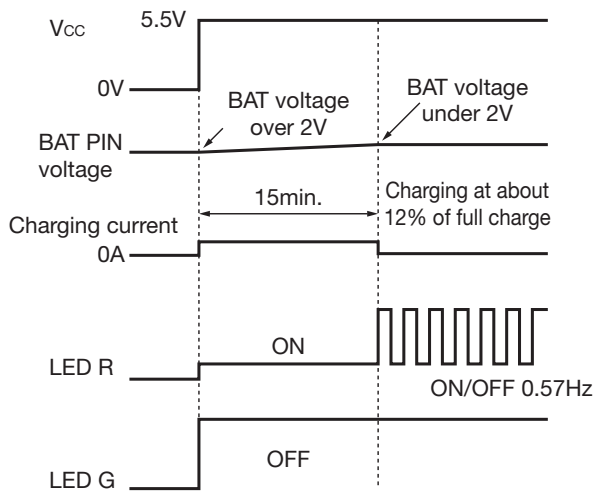 Vcc
5.5V
0V
BAT voltage
over 2V
BAT voltage
under 2V
BAT PIN
voltage
15min.
Charging at about
12% of full charge
Charging current
0A
ON
LED R
ON/OFF 0.57Hz
OFF
LED G